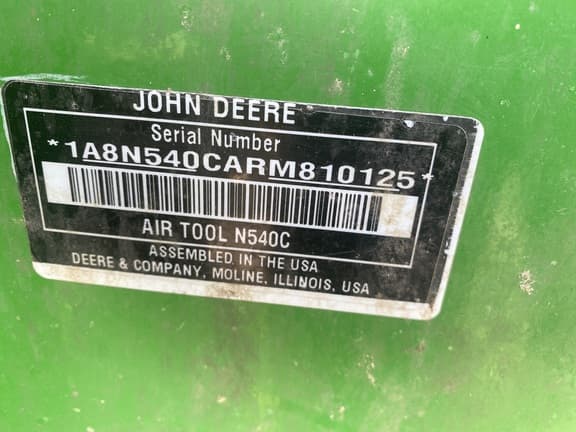 JOHN DEERE
Serial Number
*1A8N540CARM810125*
AIR TOOL N540C
ASSEMBLED IN THE USA
DEERE & COMPANY, MOLINE, ILLINOIS, USA